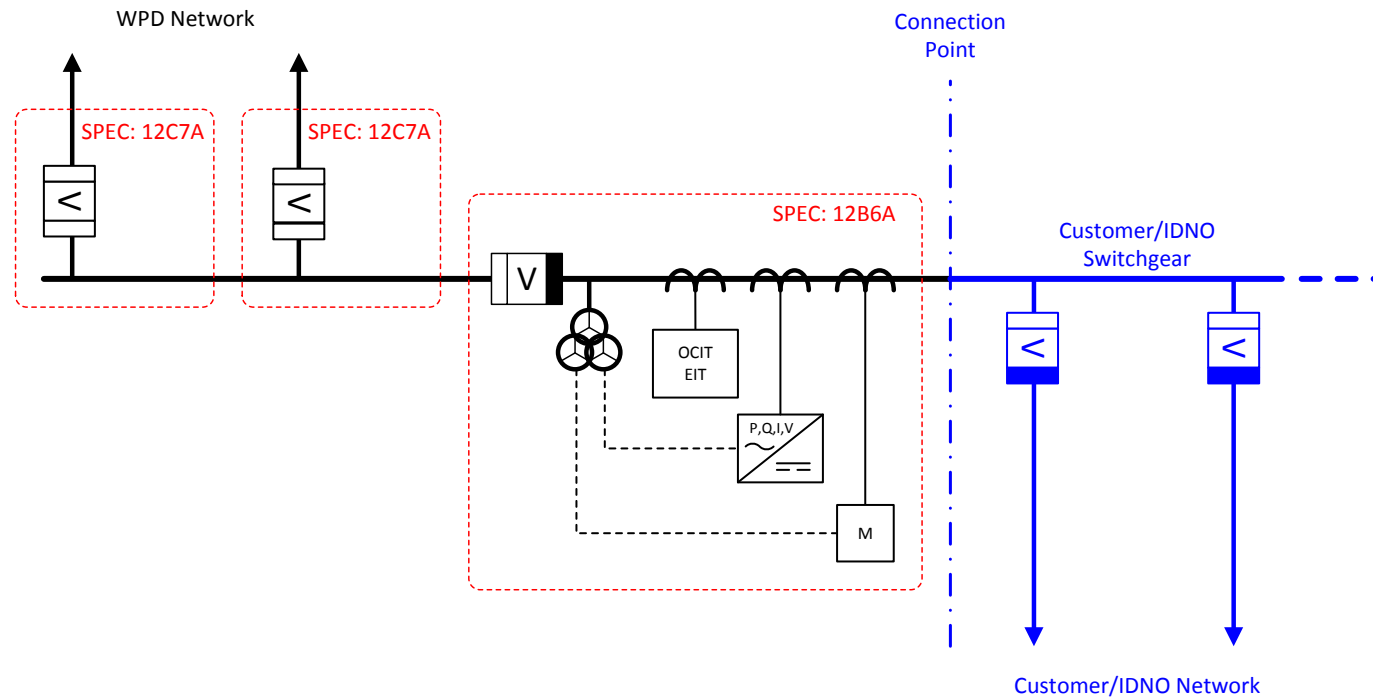 WPD Network
Connection
Point
SPEC: 12C7A
SPEC: 12C7A
V
V
SPEC: 12B6A
Customer/IDNO
Switchgear
V
V
V
OCIT
EIT
P,Q,I,V
M
Customer/IDNO Network